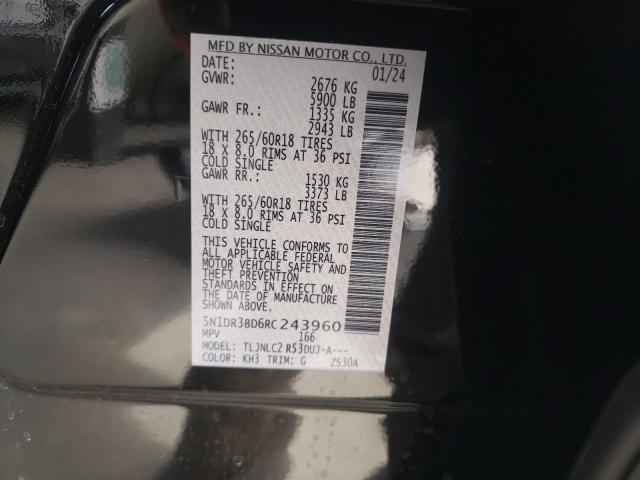 MFD BY NISSAN MOTOR CO., LTD.
DATE: 01/24
GVWR: 2676 KG
5900 LB
GAWR FR.: 1335 KG
2943 LB
WITH 265/60R18 TIRES
18 X 8.0 RIMS AT 36 PSI
COLD SINGLE
GAWR RR.: 1530 KG
3373 LB
WITH 265/60R18 TIRES
18 X 8.0 RIMS AT 36 PSI
COLD SINGLE
THIS VEHICLE CONFORMS TO
ALL APPLICABLE FEDERAL
MOTOR VEHICLE SAFETY AND
THEFT PREVENTION
STANDARDS IN EFFECT ON
THE DATE OF MANUFACTURE
SHOWN ABOVE.
5N1DR3BD6RC243960
MPV 166
MODEL: TLJNLC2 R53DUJ-A---
COLOR: KH3 TRIM: G ZS30A